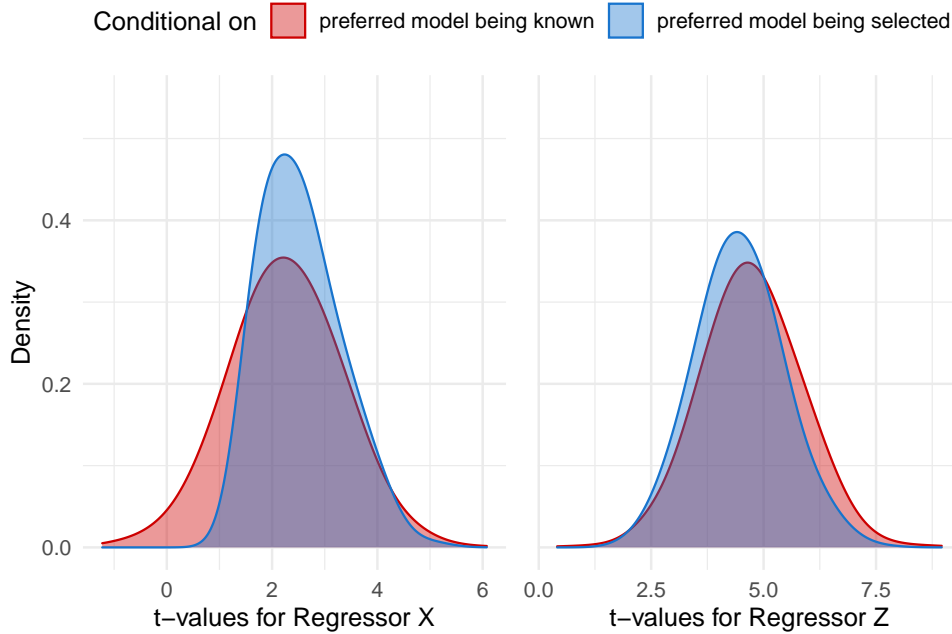 Conditional on preferred model being known preferred model being selected
Density
0.4
0.2
0.0
0 2 4 6
0.0 2.5 5.0 7.5
t−values for Regressor X
t−values for Regressor Z